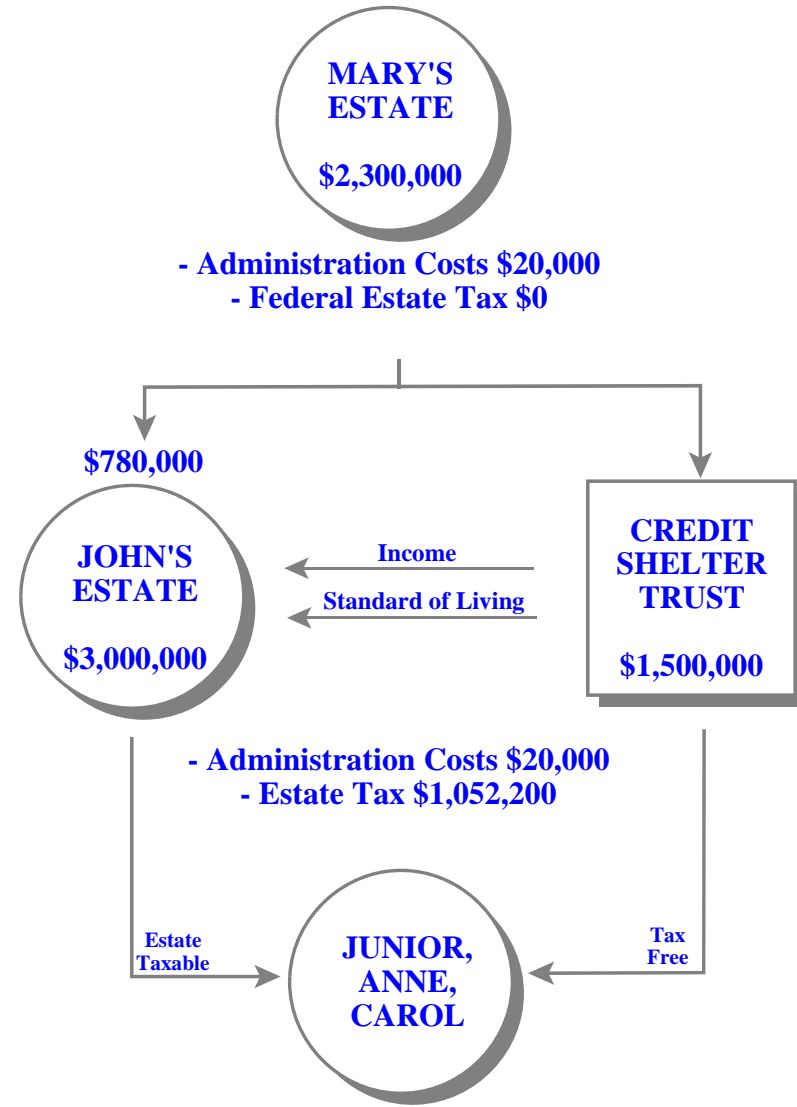 MARY'S
ESTATE
$2,300,000
- Administration Costs $20,000
- Federal Estate Tax $0
$780,000
JOHN'S
ESTATE
$3,000,000
Income
Standard of Living
CREDIT
SHELTER
TRUST
$1,500,000
- Administration Costs $20,000
- Estate Tax $1,052,200
Estate
Taxable
JUNIOR,
ANNE,
CAROL
Tax
Free